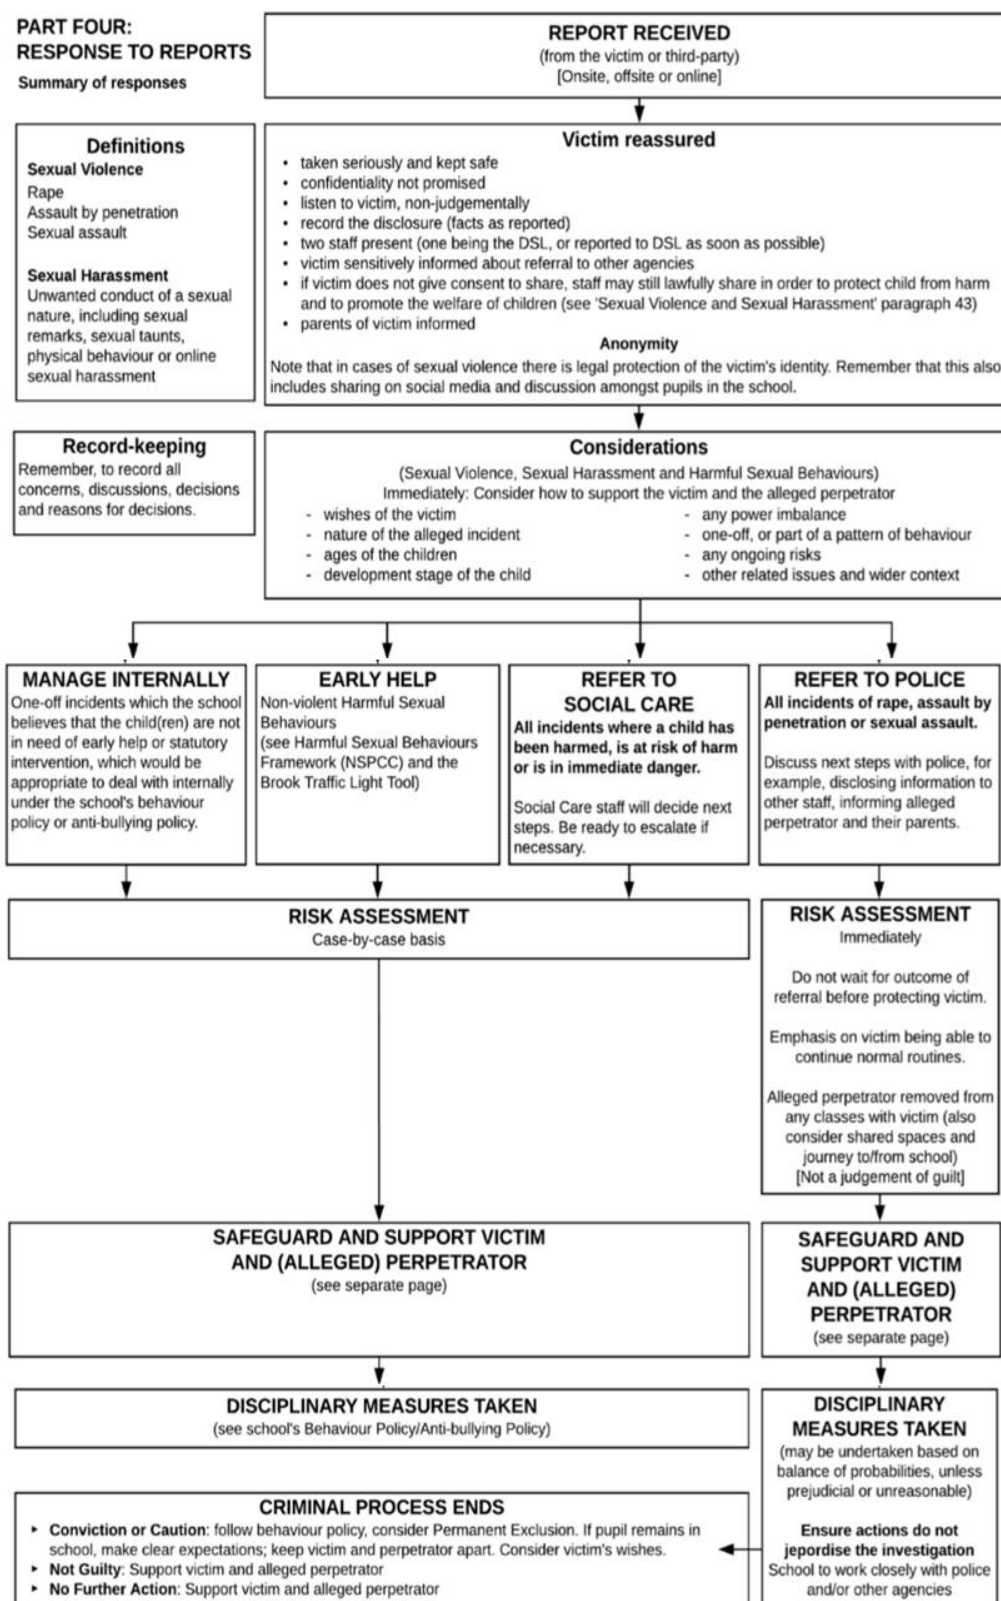 PART FOUR:
RESPONSE TO REPORTS
Summary of responses
REPORT RECEIVED
(from the victim or third-party)
[Onsite, offsite or online]
Definitions
Sexual Violence
Rape
Assault by penetration
Sexual assault
Sexual Harassment
Unwanted conduct of a sexual
nature, including sexual
remarks, sexual taunts,
physical behaviour or online
sexual harassment
Victim reassured
• taken seriously and kept safe
• confidentiality not promised
• listen to victim, non-judgementally
• record the disclosure (facts as reported)
• two staff present (one being the DSL, or reported to DSL as soon as possible)
• victim sensitively informed about referral to other agencies
• if victim does not give consent to share, staff may still lawfully share in order to protect child from harm
and to promote the welfare of children (see 'Sexual Violence and Sexual Harassment' paragraph 43)
• parents of victim informed
Anonymity
Note that in cases of sexual violence there is legal protection of the victim's identity. Remember that this also
includes sharing on social media and discussion amongst pupils in the school.
Record-keeping
Remember, to record all
concerns, discussions, decisions
and reasons for decisions.
Considerations
(Sexual Violence, Sexual Harassment and Harmful Sexual Behaviours)
Immediately: Consider how to support the victim and the alleged perpetrator
- wishes of the victim
- nature of the alleged incident
- ages of the children
- development stage of the child
- any power imbalance
- one-off, or part of a pattern of behaviour
- any ongoing risks
- other related issues and wider context
MANAGE INTERNALLY
One-off incidents which the school
believes that the child(ren) are not
in need of early help or statutory
intervention, which would be
appropriate to deal with internally
under the school's behaviour
policy or anti-bullying policy.
EARLY HELP
Non-violent Harmful Sexual
Behaviours
(see Harmful Sexual Behaviours
Framework (NSPCC) and the
Brook Traffic Light Tool)
REFER TO
SOCIAL CARE
All incidents where a child has
been harmed, is at risk of harm
or is in immediate danger.
Social Care staff will decide next
steps. Be ready to escalate if
necessary.
REFER TO POLICE
All incidents of rape, assault by
penetration or sexual assault.
Discuss next steps with police, for
example, disclosing information to
other staff, informing alleged
perpetrator and their parents.
RISK ASSESSMENT
Case-by-case basis
RISK ASSESSMENT
Immediately
Do not wait for outcome of
referral before protecting victim.
Emphasis on victim being able to
continue normal routines.
Alleged perpetrator removed from
any classes with victim (also
consider shared spaces and
journey to/from school)
[Not a judgement of guilt]
SAFEGUARD AND SUPPORT VICTIM
AND (ALLEGED) PERPETRATOR
(see separate page)
SAFEGUARD AND
SUPPORT VICTIM
AND (ALLEGED)
PERPETRATOR
(see separate page)
DISCIPLINARY MEASURES TAKEN
(see school's Behaviour Policy/Anti-bullying Policy)
DISCIPLINARY
MEASURES TAKEN
(may be undertaken based on
balance of probabilities, unless
prejudicial or unreasonable)
Ensure actions do not
jepordise the investigation
School to work closely with police
and/or other agencies
CRIMINAL PROCESS ENDS
▸ Conviction or Caution: follow behaviour policy, consider Permanent Exclusion. If pupil remains in
school, make clear expectations; keep victim and perpetrator apart. Consider victim's wishes.
▸ Not Guilty: Support victim and alleged perpetrator
▸ No Further Action: Support victim and alleged perpetrator